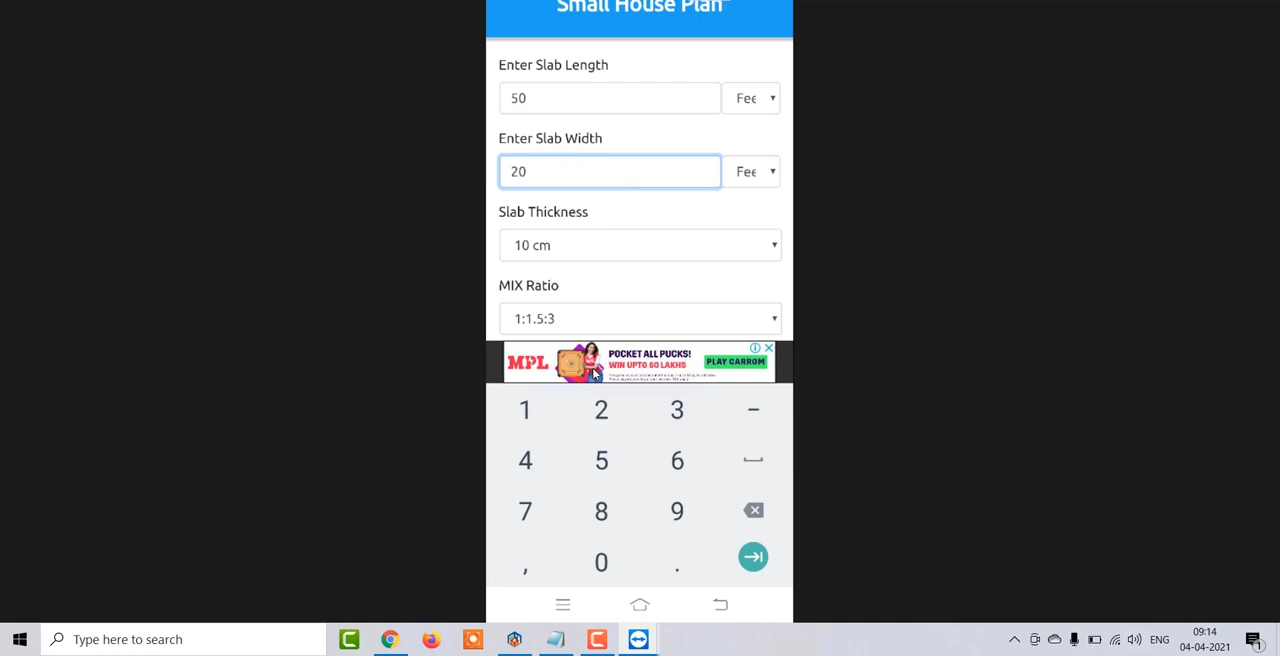 Small House Plan
Enter Slab Length
50
Fee
Enter Slab Width
20
Fee
Slab Thickness
10 cm
MIX Ratio
1:1.5:3
MPL
POCKET ALL PUCKS!
WIN UPTO 60 LAKHS
PLAY CARROM
1 2 3 -
4 5 6
7 8 9
, 0 .
Type here to search
ENG
09:14
04-04-2021
1